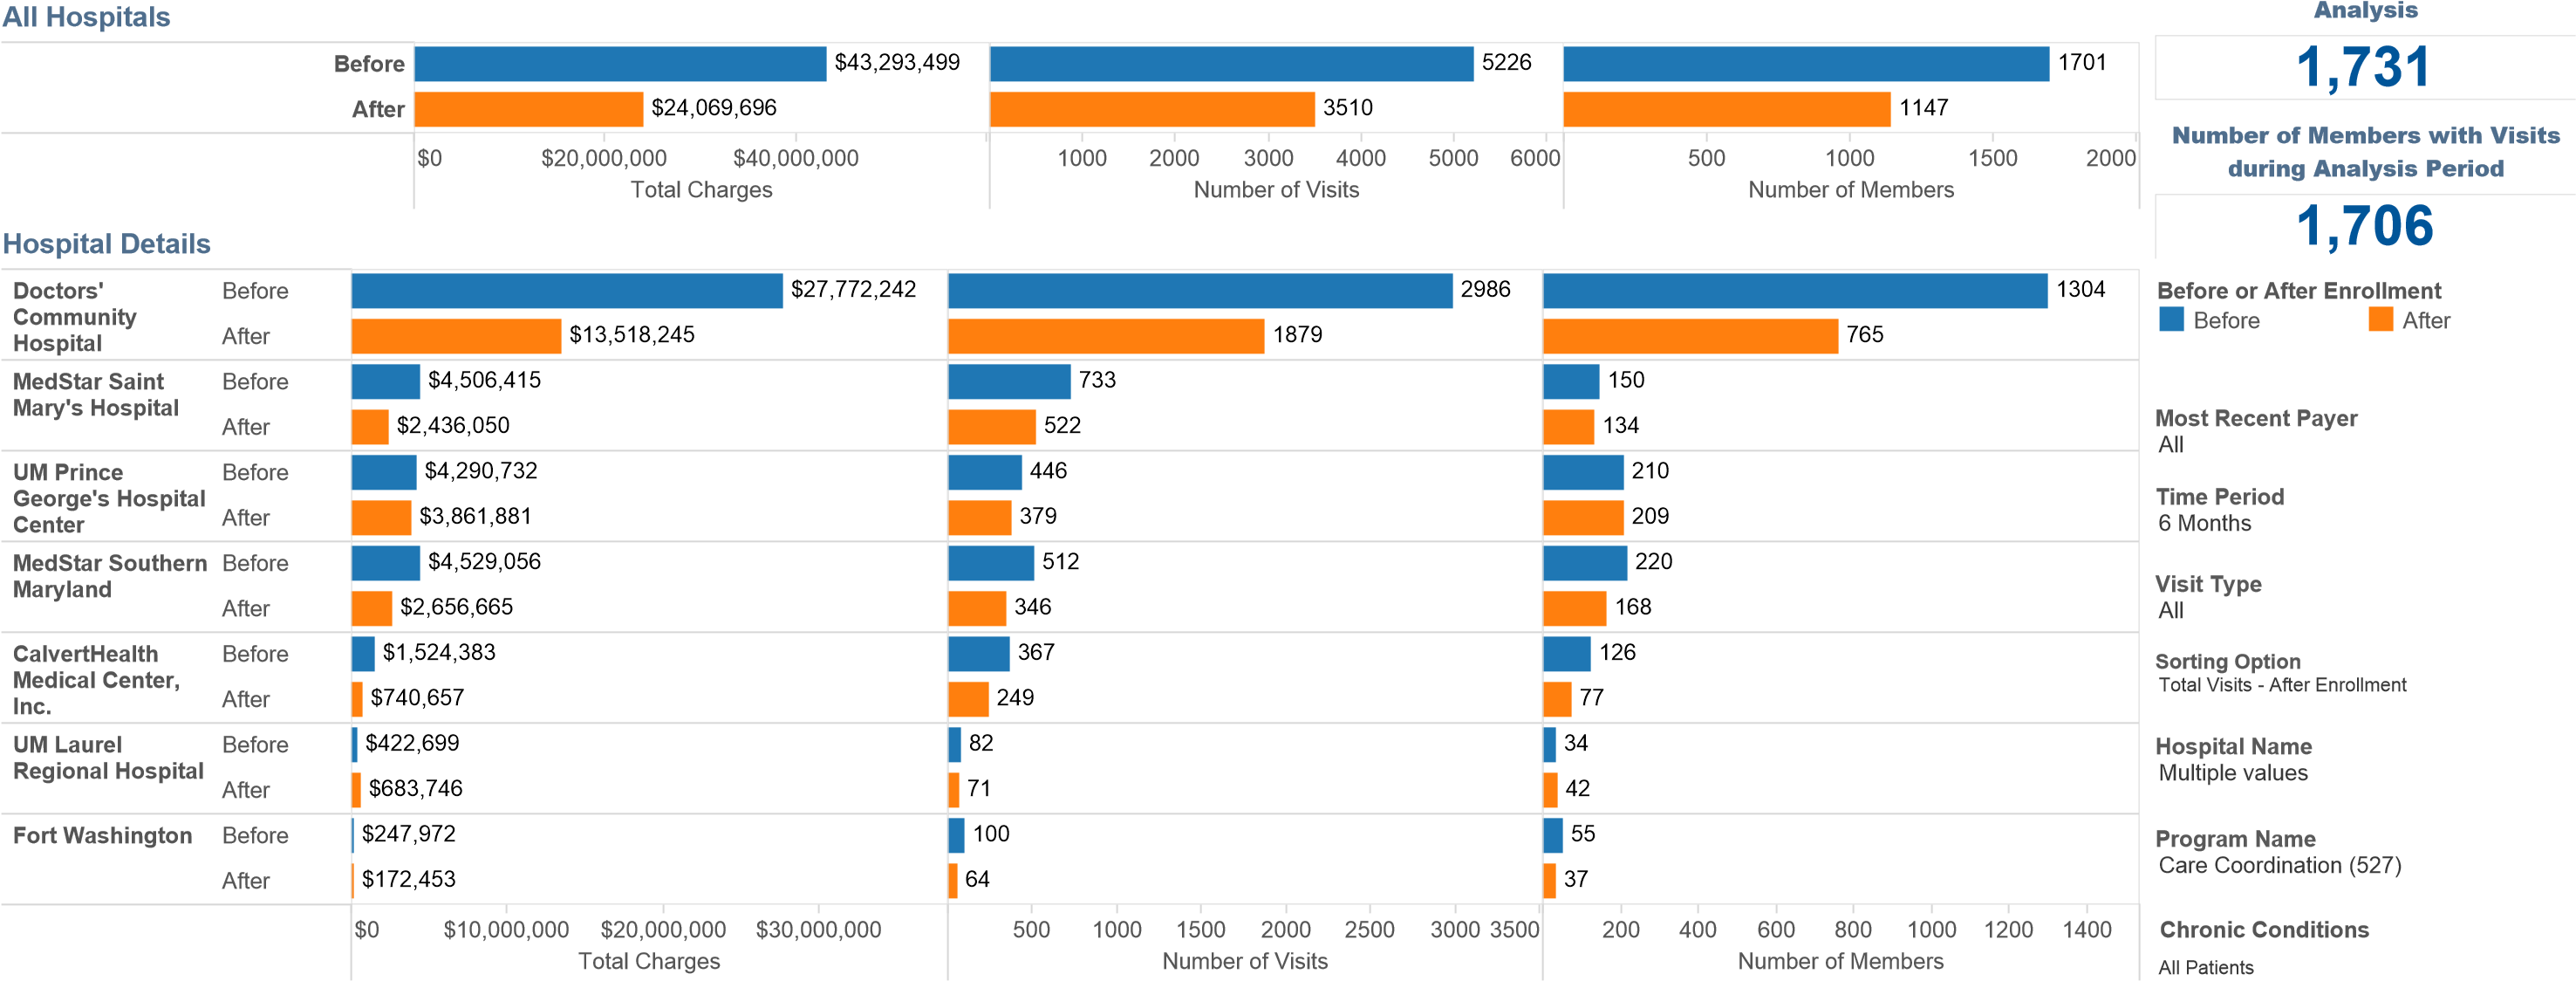 All Hospitals
Analysis
1,731
Before $43,293,499 5226 1701
After $24,069,696 3510 1147
$0 $20,000,000 $40,000,000 1000 2000 3000 4000 5000 6000 500 1000 1500 2000
Total Charges Number of Visits Number of Members
Number of Members with Visits
during Analysis Period
1,706
Hospital Details
Doctors'
Community
Hospital
Before $27,772,242 2986 1304
After $13,518,245 1879 765
MedStar Saint
Mary's Hospital
Before $4,506,415 733 150
After $2,436,050 522 134
UM Prince
George's Hospital
Center
Before $4,290,732 446 210
After $3,861,881 379 209
MedStar Southern
Maryland
Before $4,529,056 512 220
After $2,656,665 346 168
CalvertHealth
Medical Center,
Inc.
Before $1,524,383 367 126
After $740,657 249 77
UM Laurel
Regional Hospital
Before $422,699 82 34
After $683,746 71 42
Fort Washington
Before $247,972 100 55
After $172,453 64 37
$0 $10,000,000 $20,000,000 $30,000,000 500 1000 1500 2000 2500 3000 3500 200 400 600 800 1000 1200 1400
Total Charges Number of Visits Number of Members
Before or After Enrollment
Before After
Most Recent Payer
All
Time Period
6 Months
Visit Type
All
Sorting Option
Total Visits - After Enrollment
Hospital Name
Multiple values
Program Name
Care Coordination (527)
Chronic Conditions
All Patients